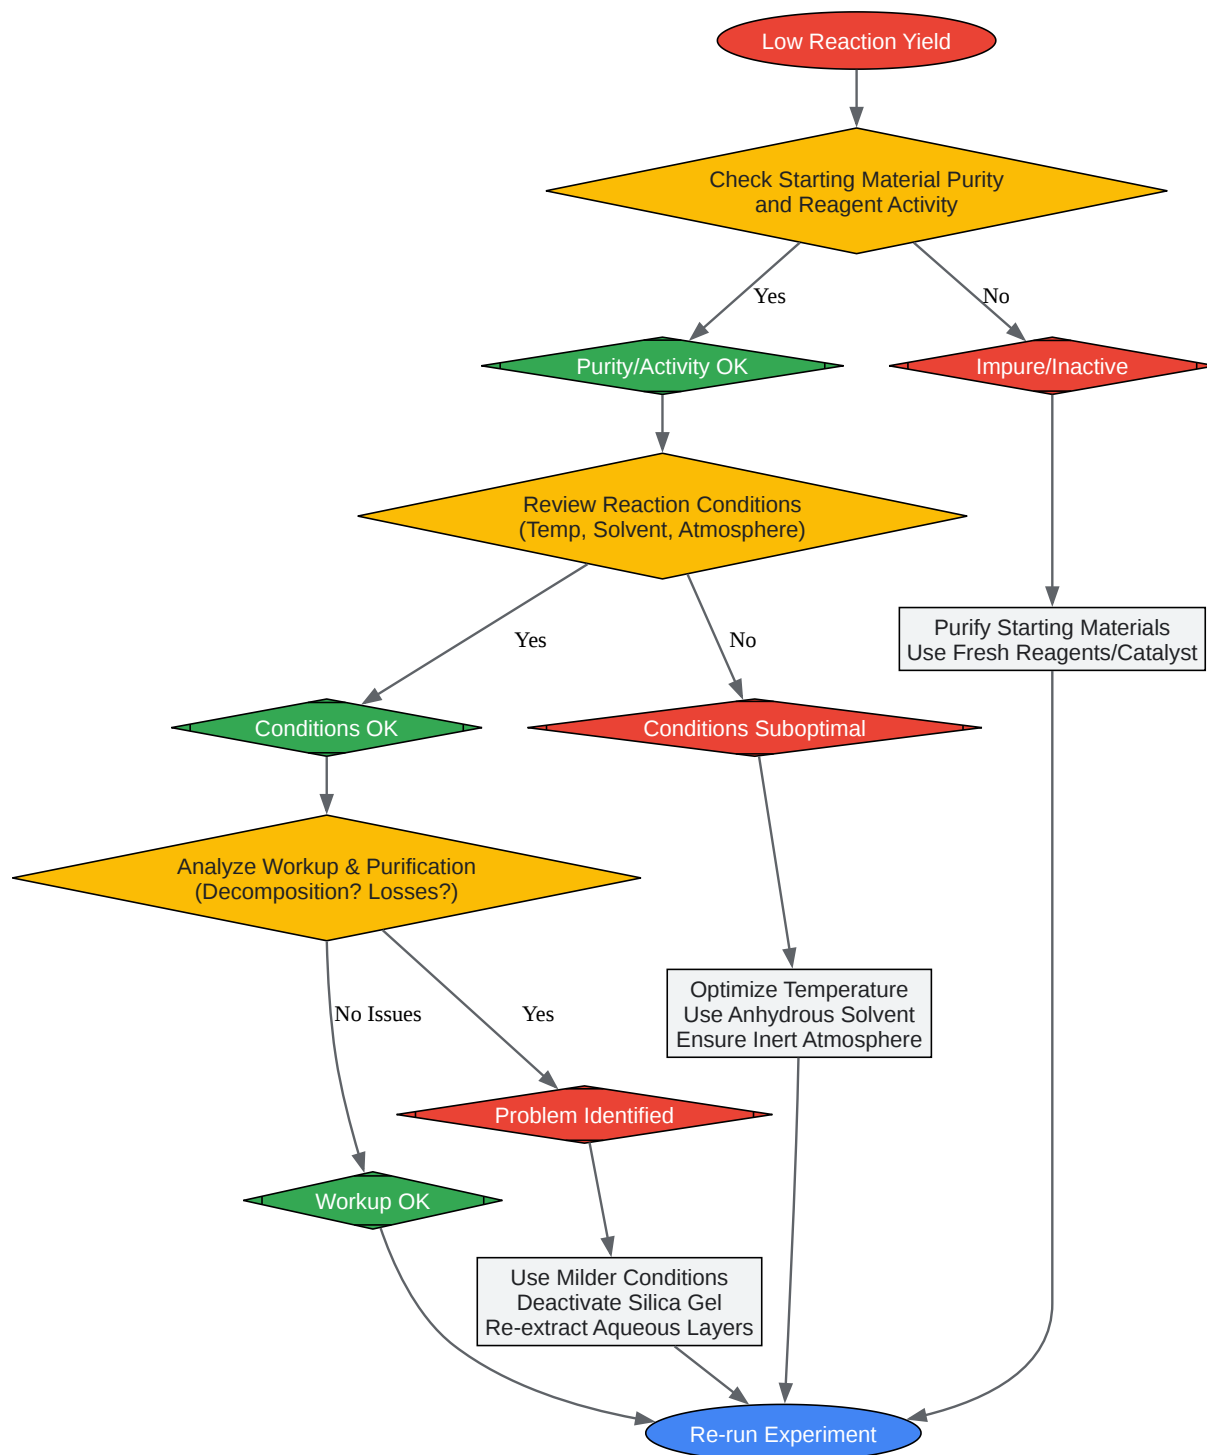 Low Reaction Yield
Check Starting Material Purity
and Reagent Activity
Yes
No
Purity/Activity OK
Impure/Inactive
Review Reaction Conditions
(Temp, Solvent, Atmosphere)
Yes
No
Purify Starting Materials
Use Fresh Reagents/Catalyst
Conditions OK
Conditions Suboptimal
Analyze Workup & Purification
(Decomposition? Losses?)
No Issues
Yes
Optimize Temperature
Use Anhydrous Solvent
Ensure Inert Atmosphere
Problem Identified
Workup OK
Use Milder Conditions
Deactivate Silica Gel
Re-extract Aqueous Layers
Re-run Experiment